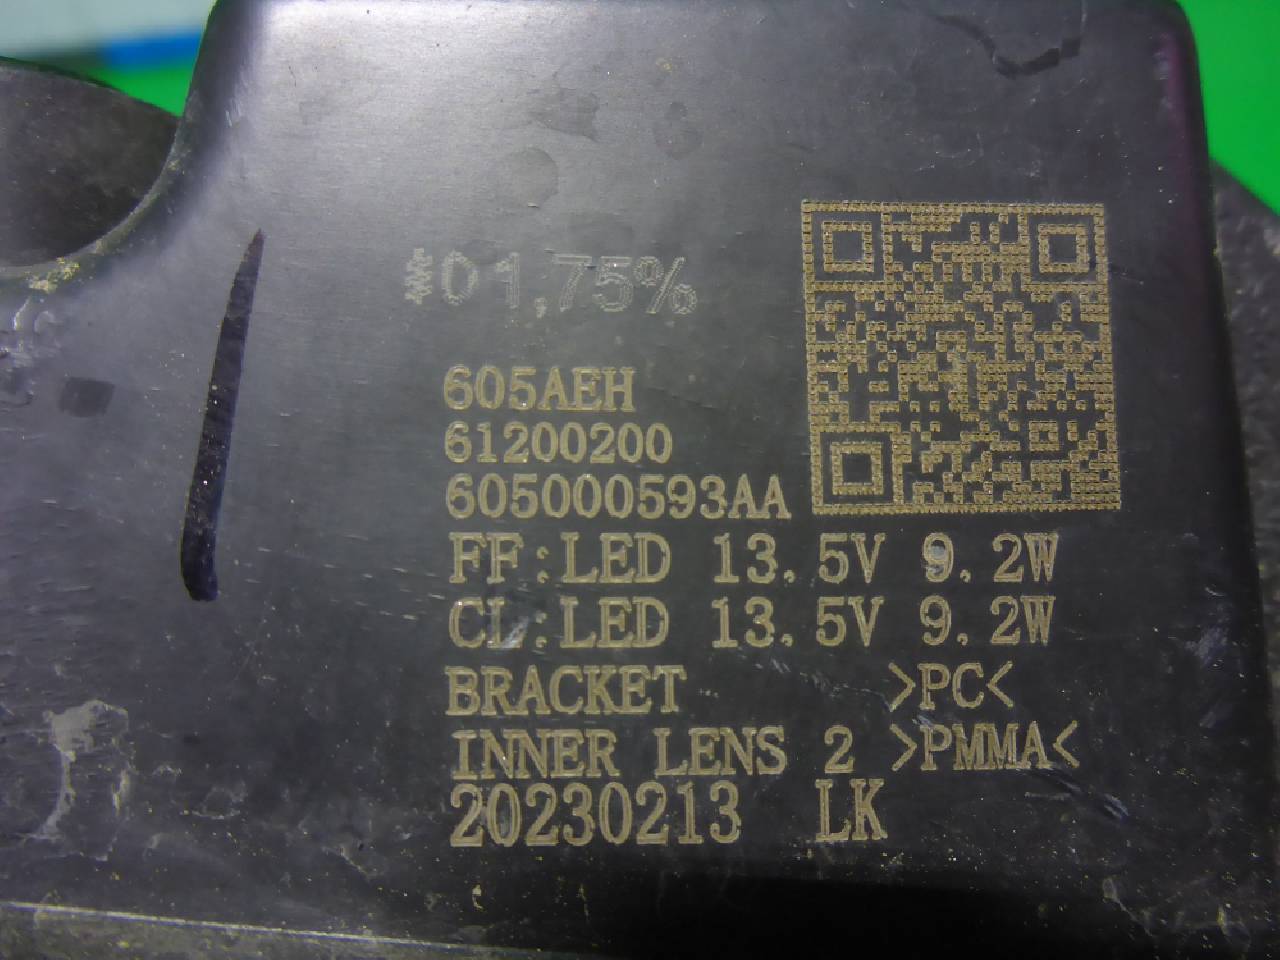 01,75%
605AEH
61200200
605000593AA
FF:LED 13.5V 9.2W
CL:LED 13.5V 9.2W
BRACKET >PC<
INNER LENS 2 >PMMA<
20230213 LK